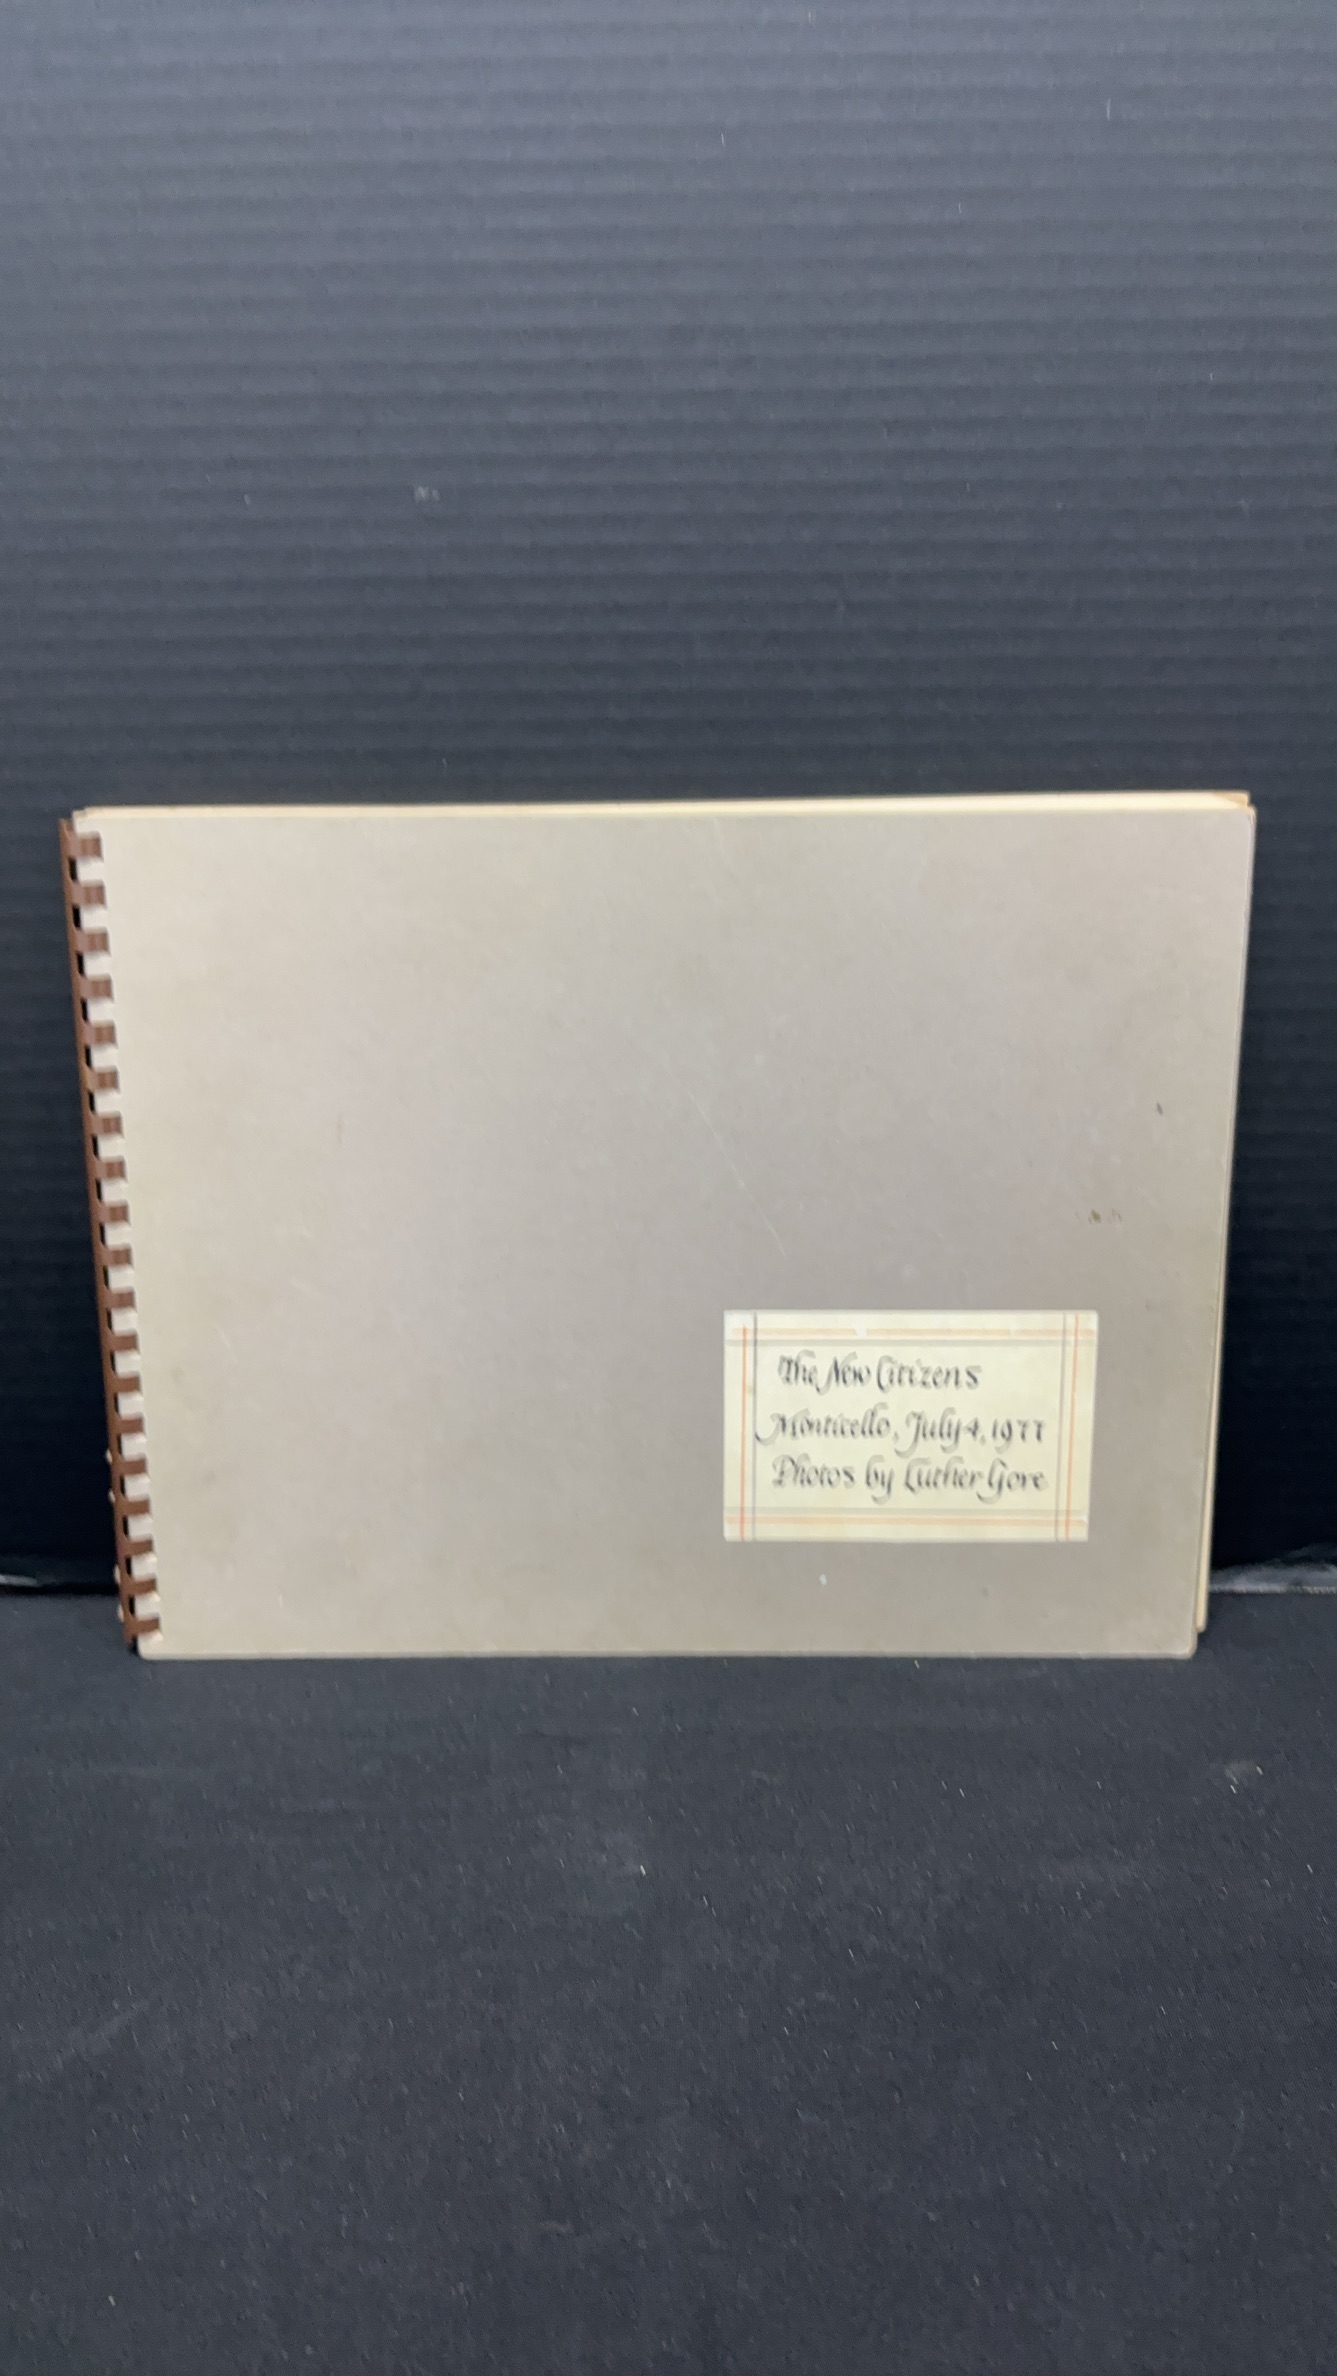 The New Citizens
Monticello, July 4, 1977
Photos by Luther Gore